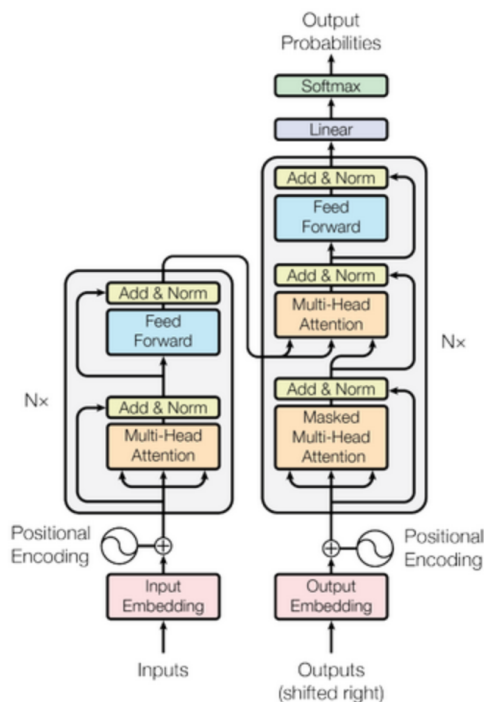 Output
Probabilities
Softmax
Linear
Add & Norm
Feed
Forward
Add & Norm
Multi-Head
Attention
Add & Norm
Masked
Multi-Head
Attention
N×
Add & Norm
Feed
Forward
N×
Add & Norm
Multi-Head
Attention
Positional
Encoding
Positional
Encoding
Input
Embedding
Output
Embedding
Inputs
Outputs
(shifted right)